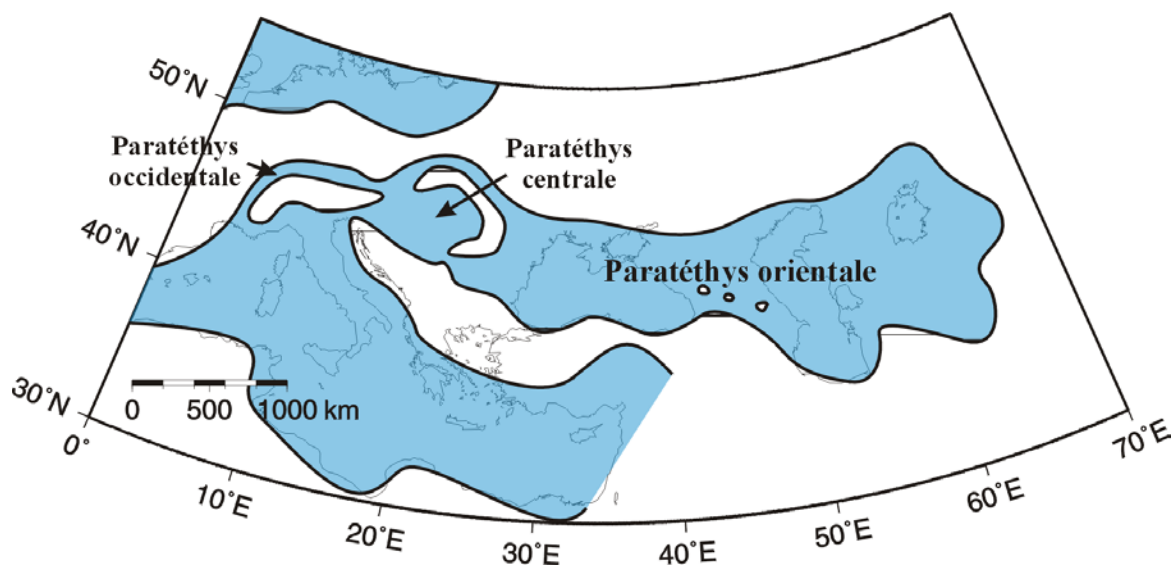 50°N
Paratéthys
occidentale
Paratéthys
centrale
40°N
Paratéthys orientale
0 500 1000 km
30°N
0°
10°E
20°E
30°E
40°E
50°E
60°E
70°E